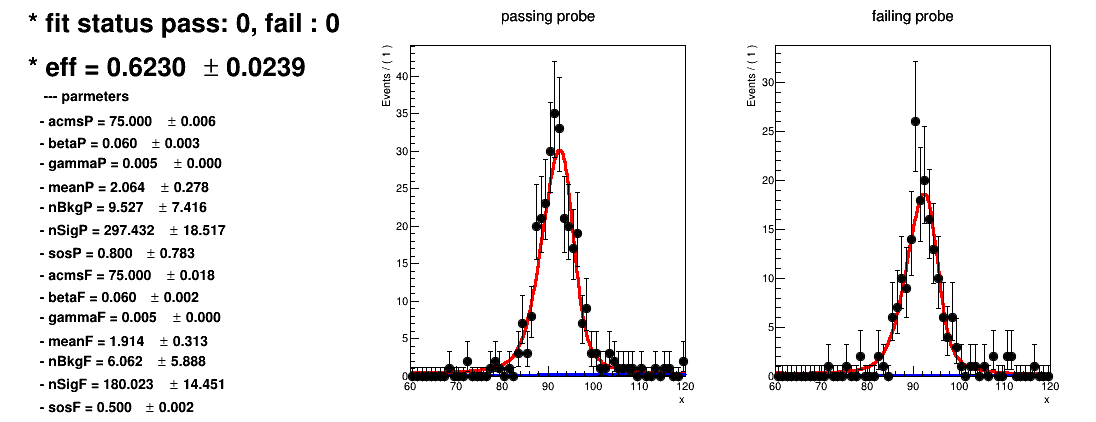 * fit status pass: 0, fail : 0
* eff = 0.6230 ± 0.0239
--- parmeters
- acmsP = 75.000 ± 0.006
- betaP = 0.060 ± 0.003
- gammaP = 0.005 ± 0.000
- meanP = 2.064 ± 0.278
- nBkgP = 9.527 ± 7.416
- nSigP = 297.432 ± 18.517
- sosP = 0.800 ± 0.783
- acmsF = 75.000 ± 0.018
- betaF = 0.060 ± 0.002
- gammaF = 0.005 ± 0.000
- meanF = 1.914 ± 0.313
- nBkgF = 6.062 ± 5.888
- nSigF = 180.023 ± 14.451
- sosF = 0.500 ± 0.002
passing probe
Events / ( 1 )
40
35
30
25
20
15
10
5
0
60 70 80 90 100 110 120
x
failing probe
Events / ( 1 )
30
25
20
15
10
5
0
60 70 80 90 100 110 120
x